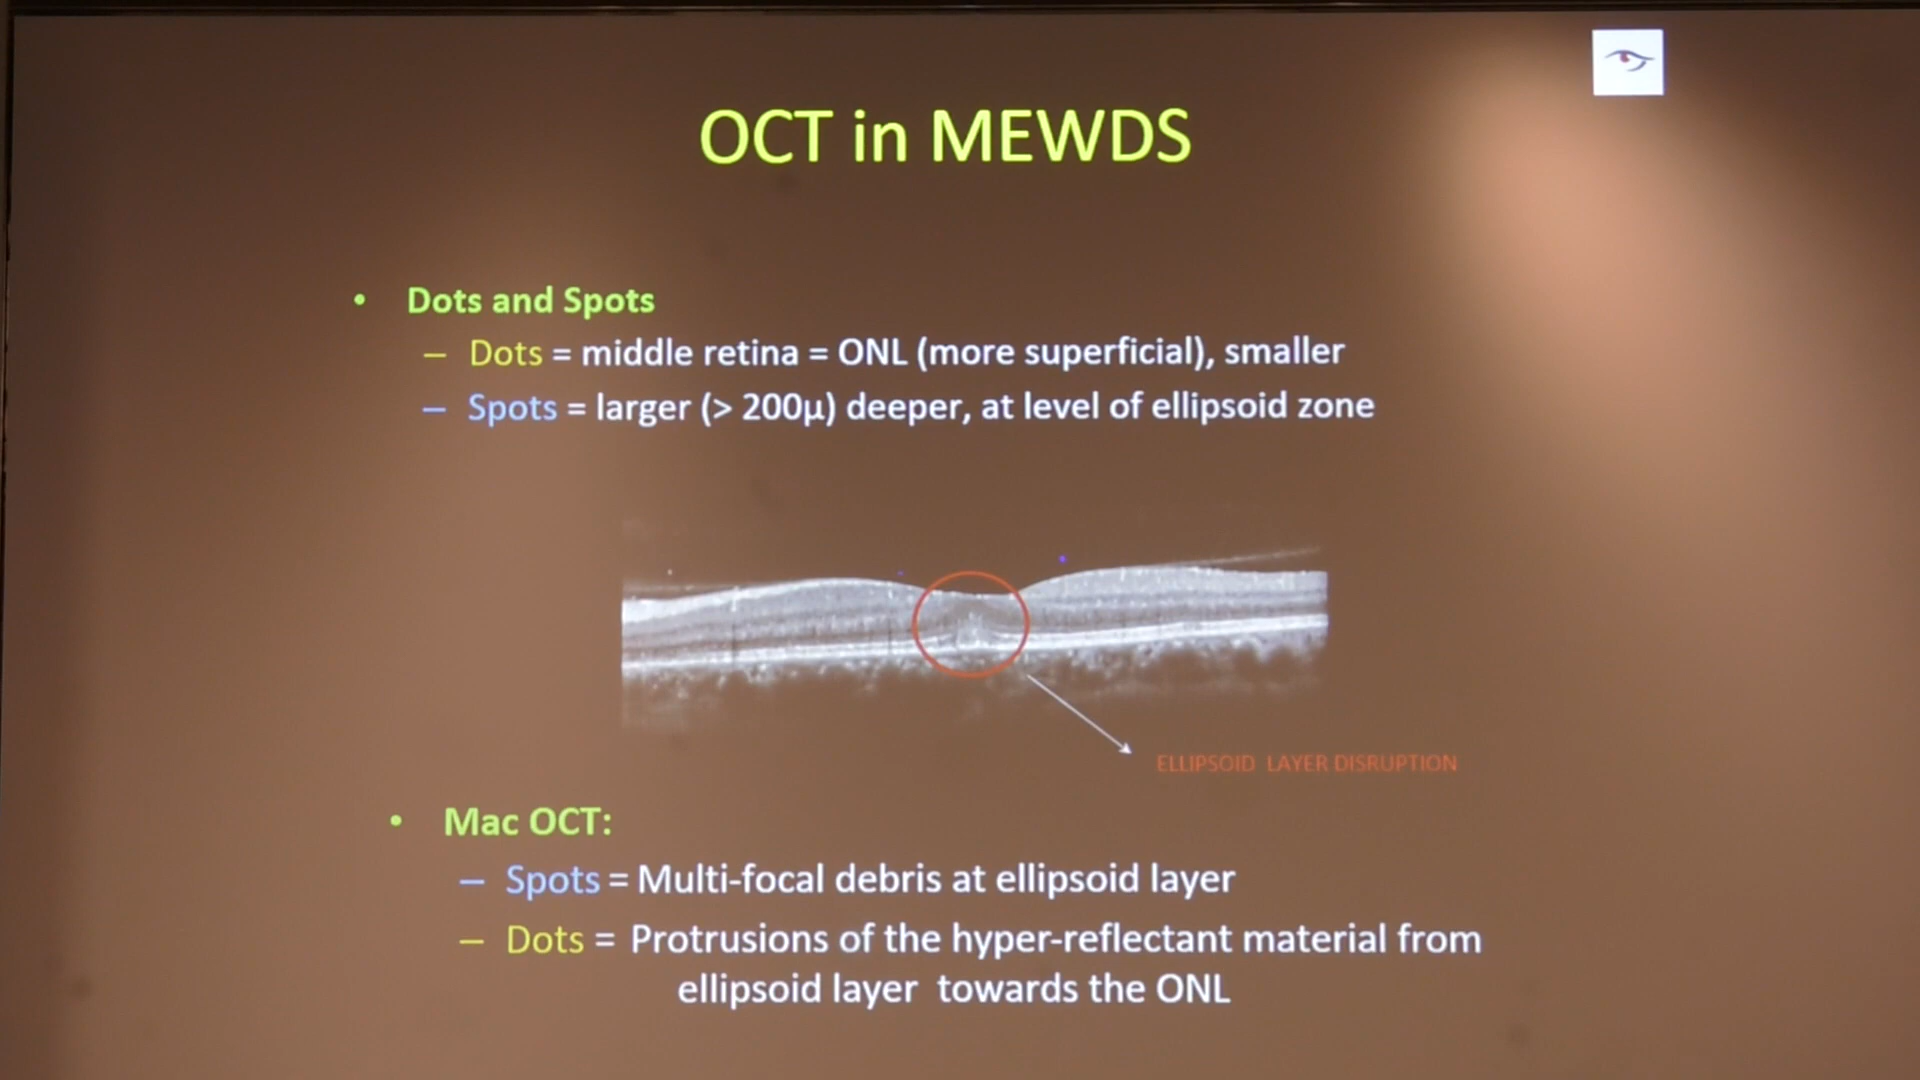 OCT in MEWDS
• Dots and Spots
– Dots = middle retina = ONL (more superficial), smaller
– Spots = larger (> 200µ) deeper, at level of ellipsoid zone
ELLIPSOID LAYER DISRUPTION
• Mac OCT:
– Spots = Multi-focal debris at ellipsoid layer
– Dots = Protrusions of the hyper-reflectant material from
ellipsoid layer towards the ONL